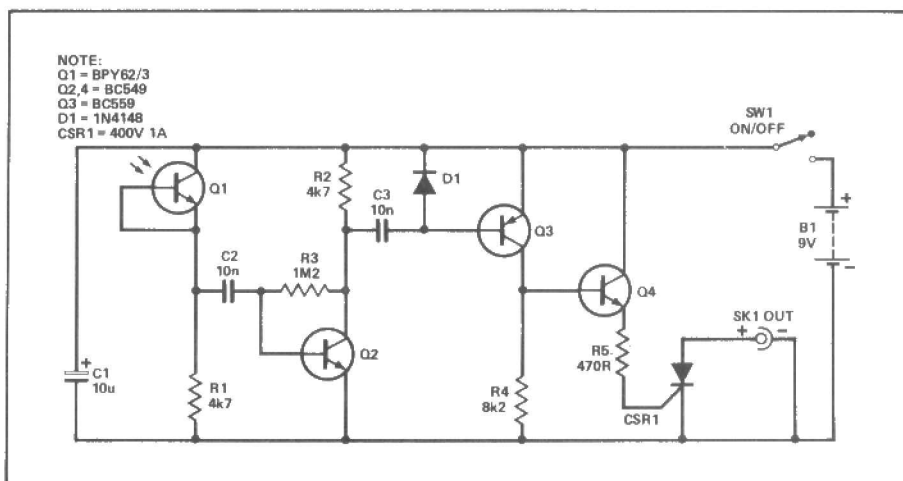 NOTE:
Q1 = BPY62/3
Q2,4 = BC549
Q3 = BC559
D1 = 1N4148
CSR1 = 400V 1A
SW1
ON/OFF
Q1
R2
4k7
C3
10n
D1
Q3
+
B1
9V
–
C2
10n
R3
1M2
Q4
SK1 OUT
+ –
Q2
R5
470R
+
C1
10u
R1
4k7
R4
8k2
CSR1